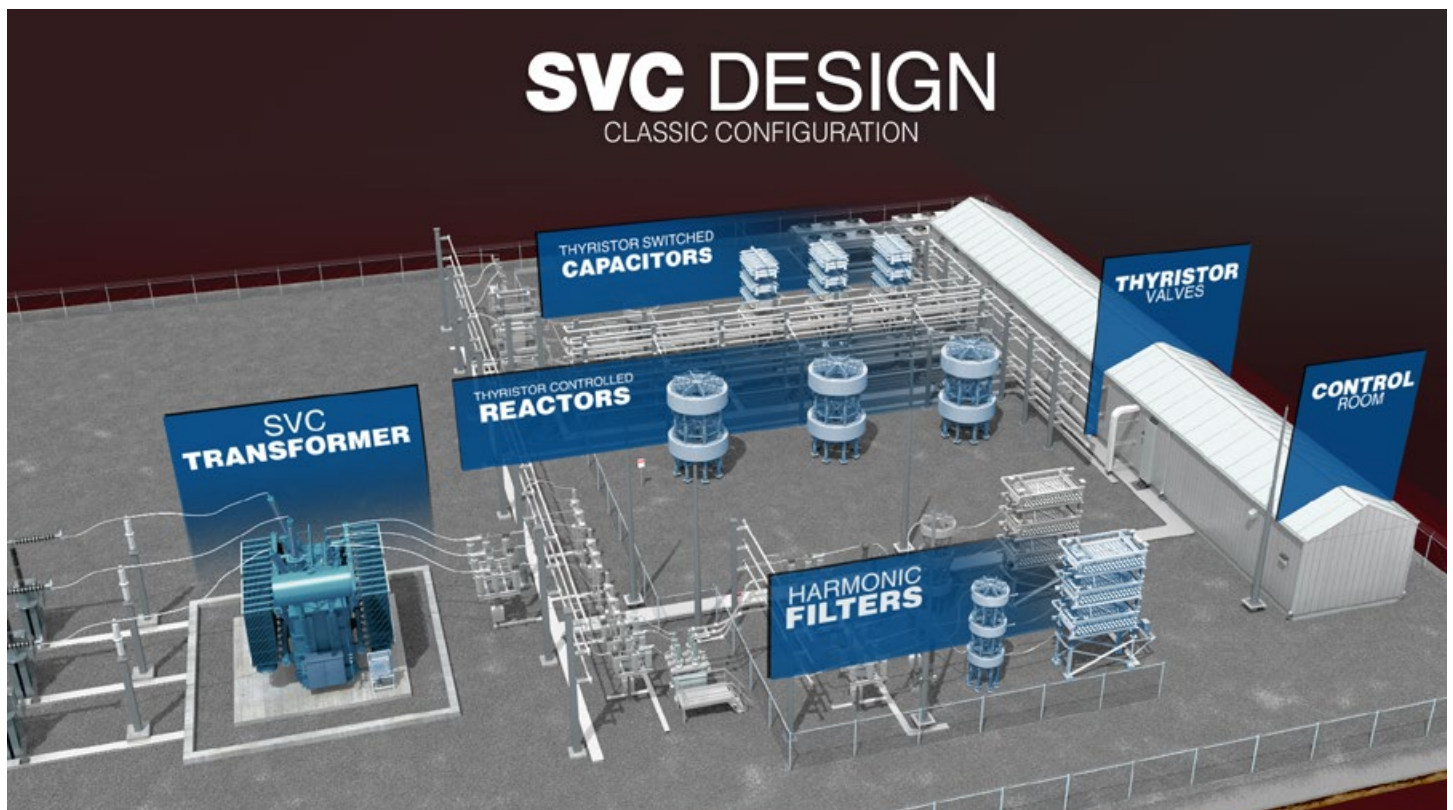 SVC DESIGN
CLASSIC CONFIGURATION
THYRISTOR SWITCHED
CAPACITORS
THYRISTOR
VALVES
THYRISTOR CONTROLLED
REACTORS
CONTROL
ROOM
SVC
TRANSFORMER
HARMONIC
FILTERS